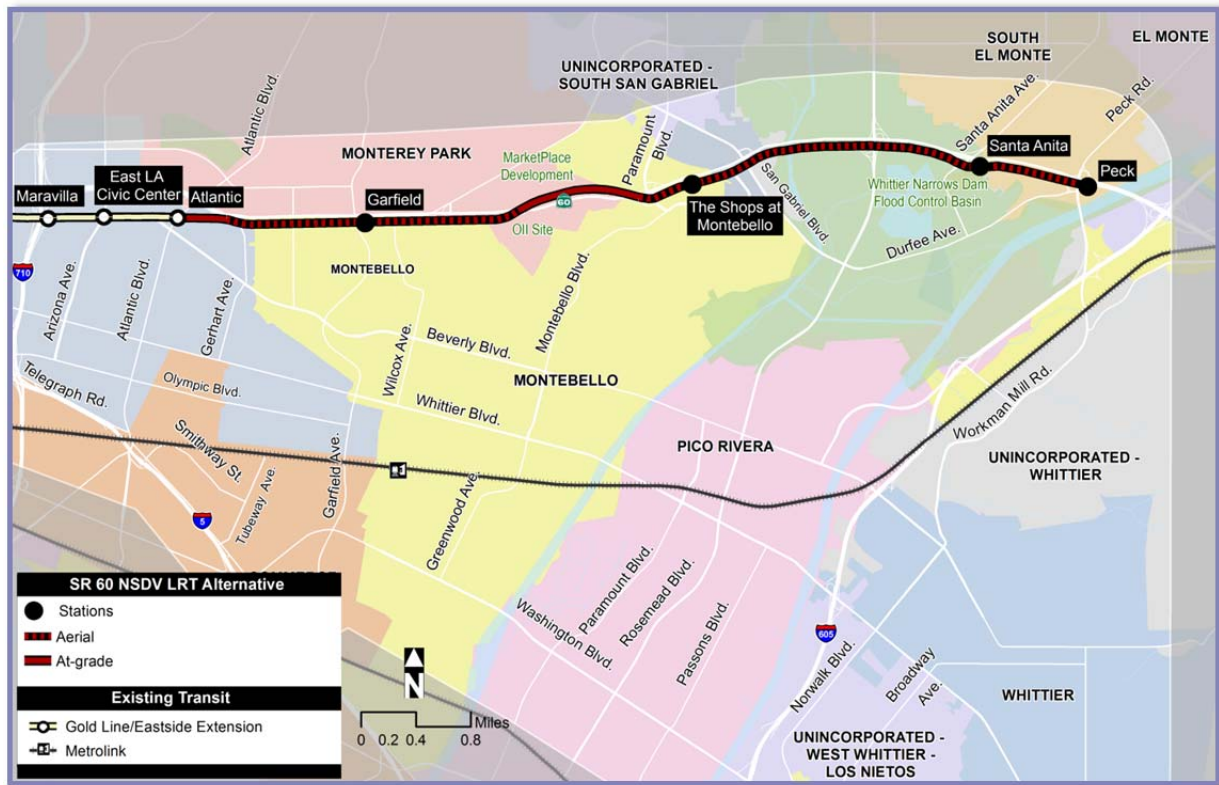 SOUTH
EL MONTE
EL MONTE
UNINCORPORATED -
SOUTH SAN GABRIEL
Atlantic Blvd.
Paramount
Blvd.
Santa Anita Ave.
Peck Rd.
MONTEREY PARK
MarketPlace
Development
60
OII Site
East LA
Civic Center
Maravilla
Atlantic
Garfield
The Shops at
Montebello
San Gabriel Blvd.
Santa Anita
Peck
Whittier Narrows Dam
Flood Control Basin
Durfee Ave.
710
Arizona Ave.
Atlantic Blvd.
Gerhart Ave.
MONTEBELLO
Wilcox Ave.
Beverly Blvd.
Montebello Blvd.
MONTEBELLO
Telegraph Rd.
Olympic Blvd.
Whittier Blvd.
Smithway St.
Tubeway Ave.
Garfield Ave.
Greenwood Ave.
5
PICO RIVERA
Workman Mill Rd.
UNINCORPORATED -
WHITTIER
Paramount Blvd.
Rosemead Blvd.
Passons Blvd.
Washington Blvd.
605
Norwalk Blvd.
Broadway
Ave.
WHITTIER
UNINCORPORATED -
WEST WHITTIER -
LOS NIETOS
SR 60 NSDV LRT Alternative
Stations
Aerial
At-grade
Existing Transit
Gold Line/Eastside Extension
Metrolink
N
Miles
0 0.2 0.4 0.8